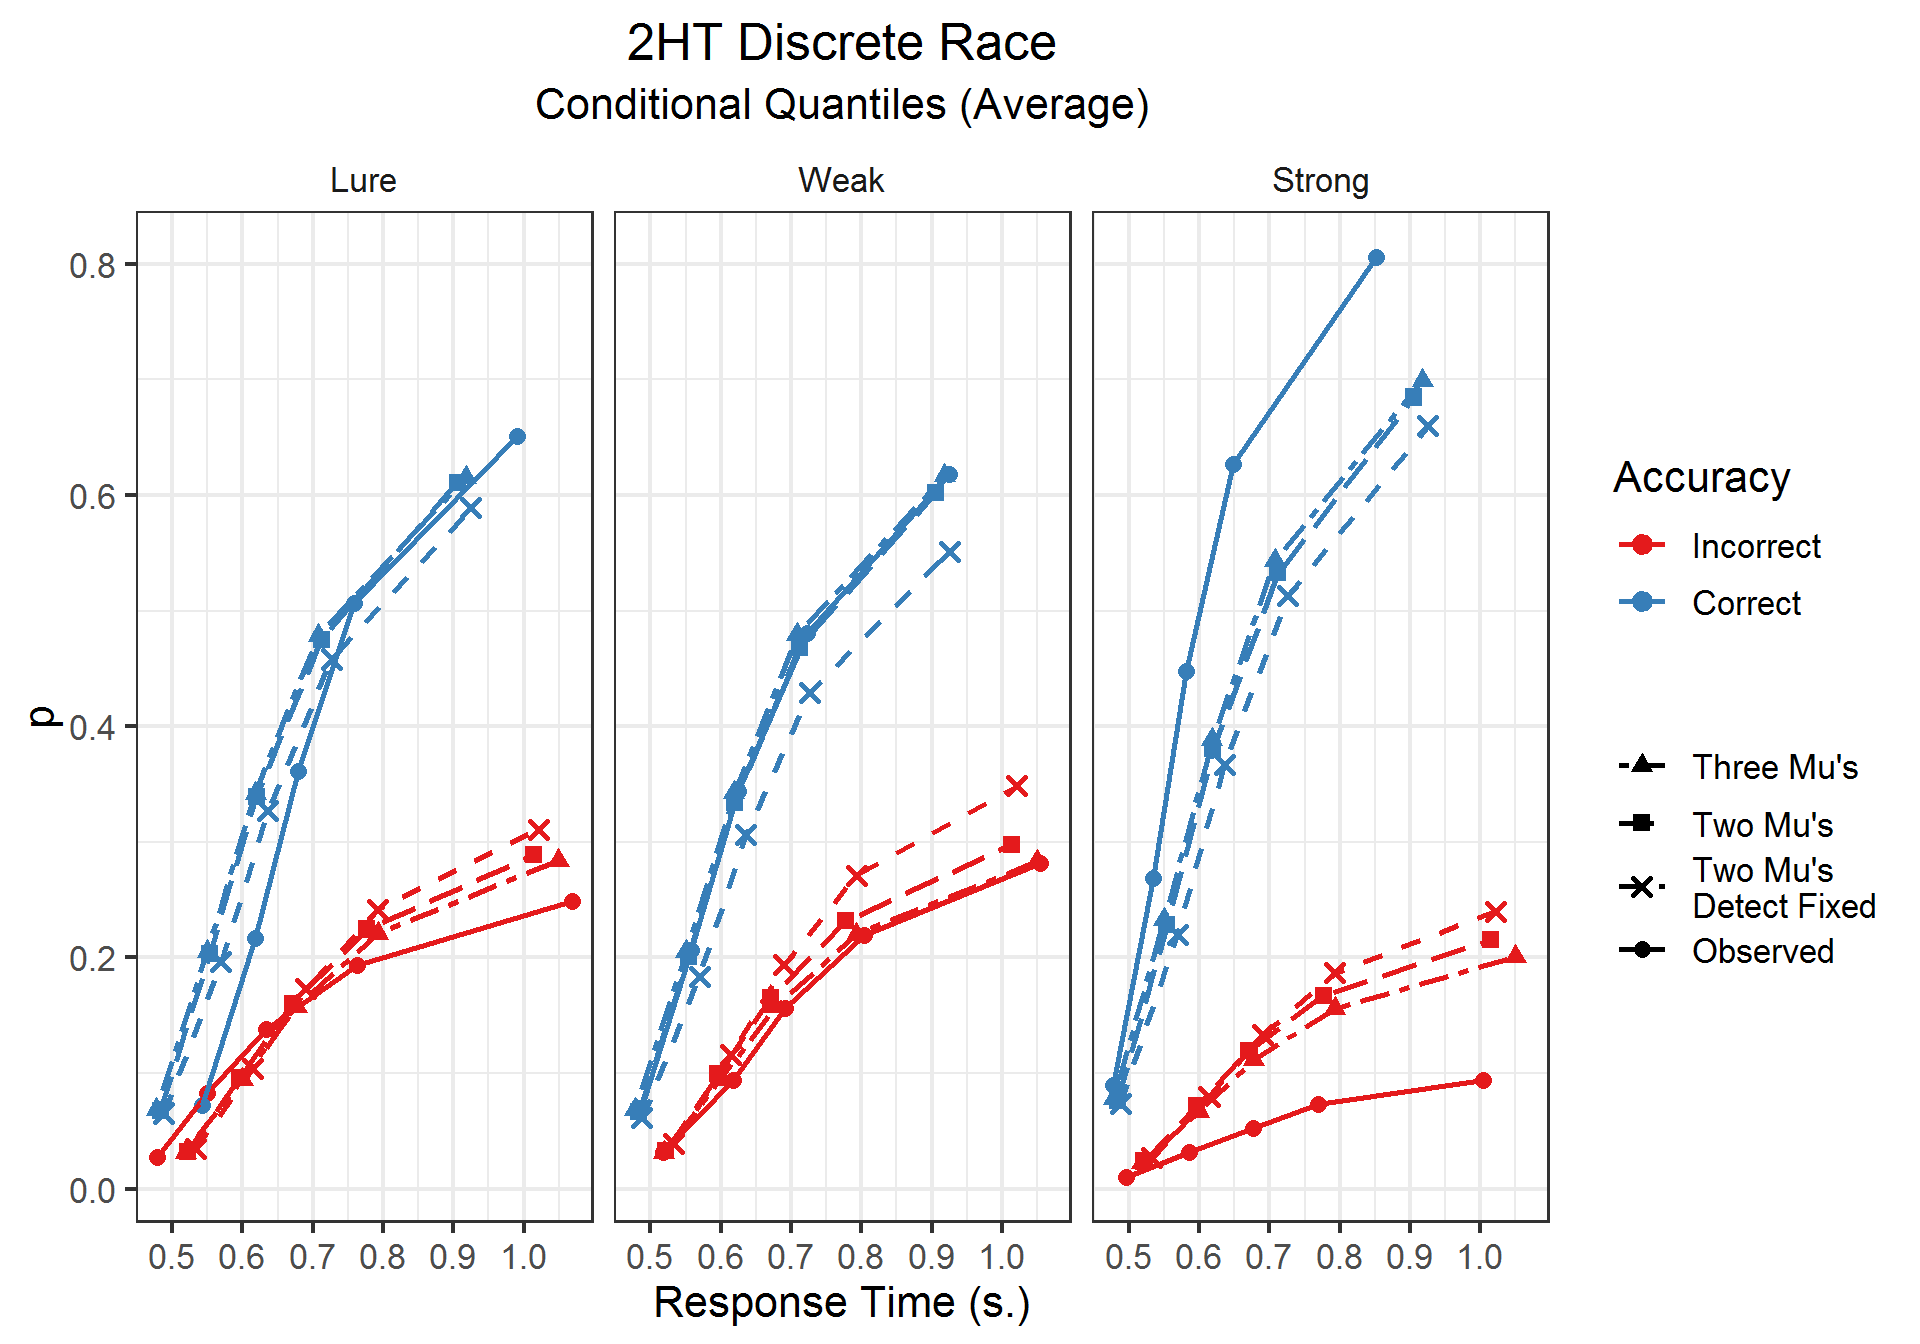 2HT Discrete Race
Conditional Quantiles (Average)
Lure Weak Strong
0.8
0.6
0.4
0.2
0.0
p
0.5 0.6 0.7 0.8 0.9 1.0 0.5 0.6 0.7 0.8 0.9 1.0 0.5 0.6 0.7 0.8 0.9 1.0
Response Time (s.)
Accuracy
Incorrect
Correct
Three Mu's
Two Mu's
Two Mu's
Detect Fixed
Observed